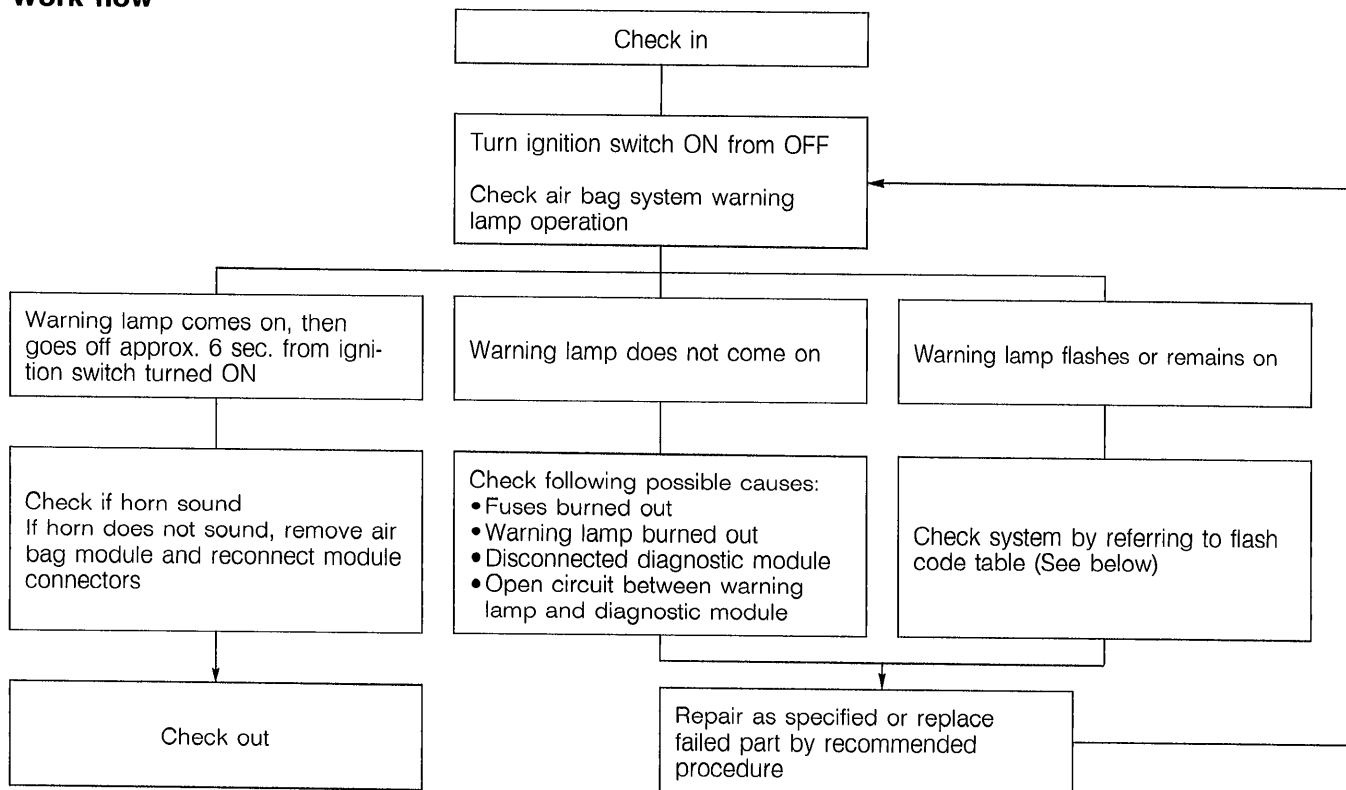 Work flow
Check in
Turn ignition switch ON from OFF
Check air bag system warning
lamp operation
Warning lamp comes on, then
goes off approx. 6 sec. from igni-
tion switch turned ON
Warning lamp does not come on
Warning lamp flashes or remains on
Check if horn sound
If horn does not sound, remove air
bag module and reconnect module
connectors
Check following possible causes:
• Fuses burned out
• Warning lamp burned out
• Disconnected diagnostic module
• Open circuit between warning
lamp and diagnostic module
Check system by referring to flash
code table (See below)
Check out
Repair as specified or replace
failed part by recommended
procedure